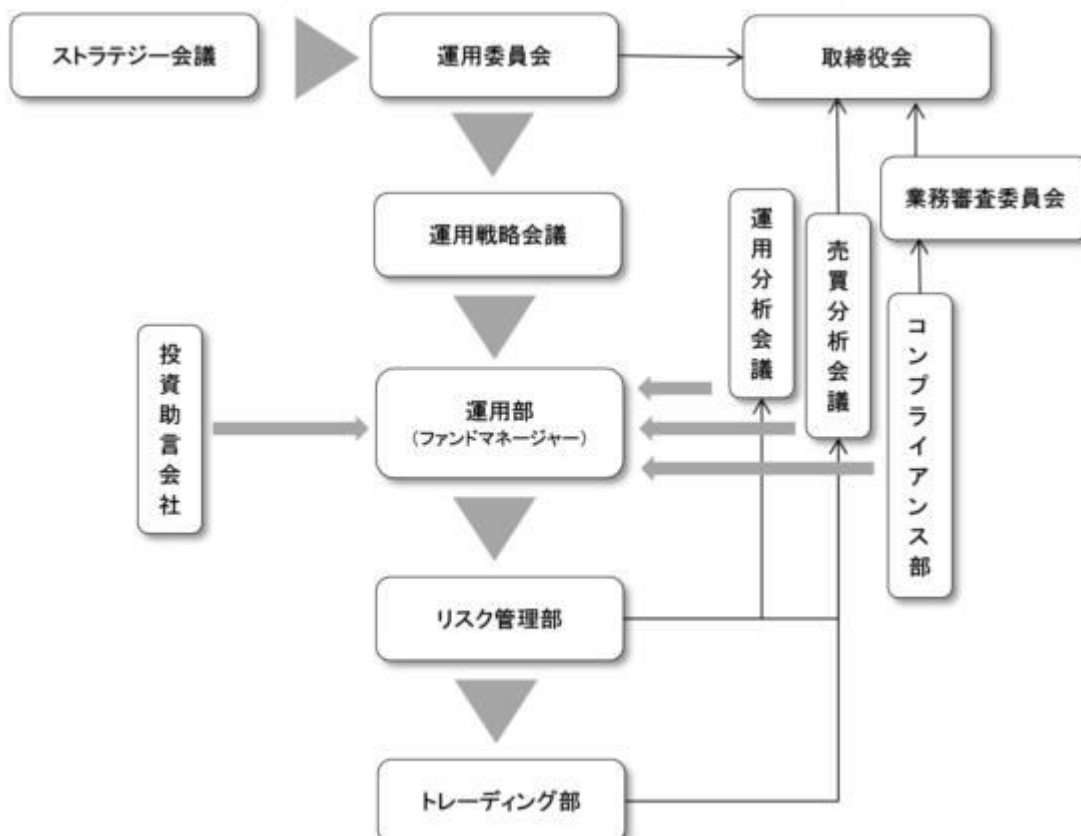 ストラテジー会議
運用委員会
取締役会
業務審査委員会
運用戦略会議
運用分析会議
売買分析会議
コンプライアンス部
投資助言会社
運用部
(ファンドマネージャー)
リスク管理部
トレーディング部